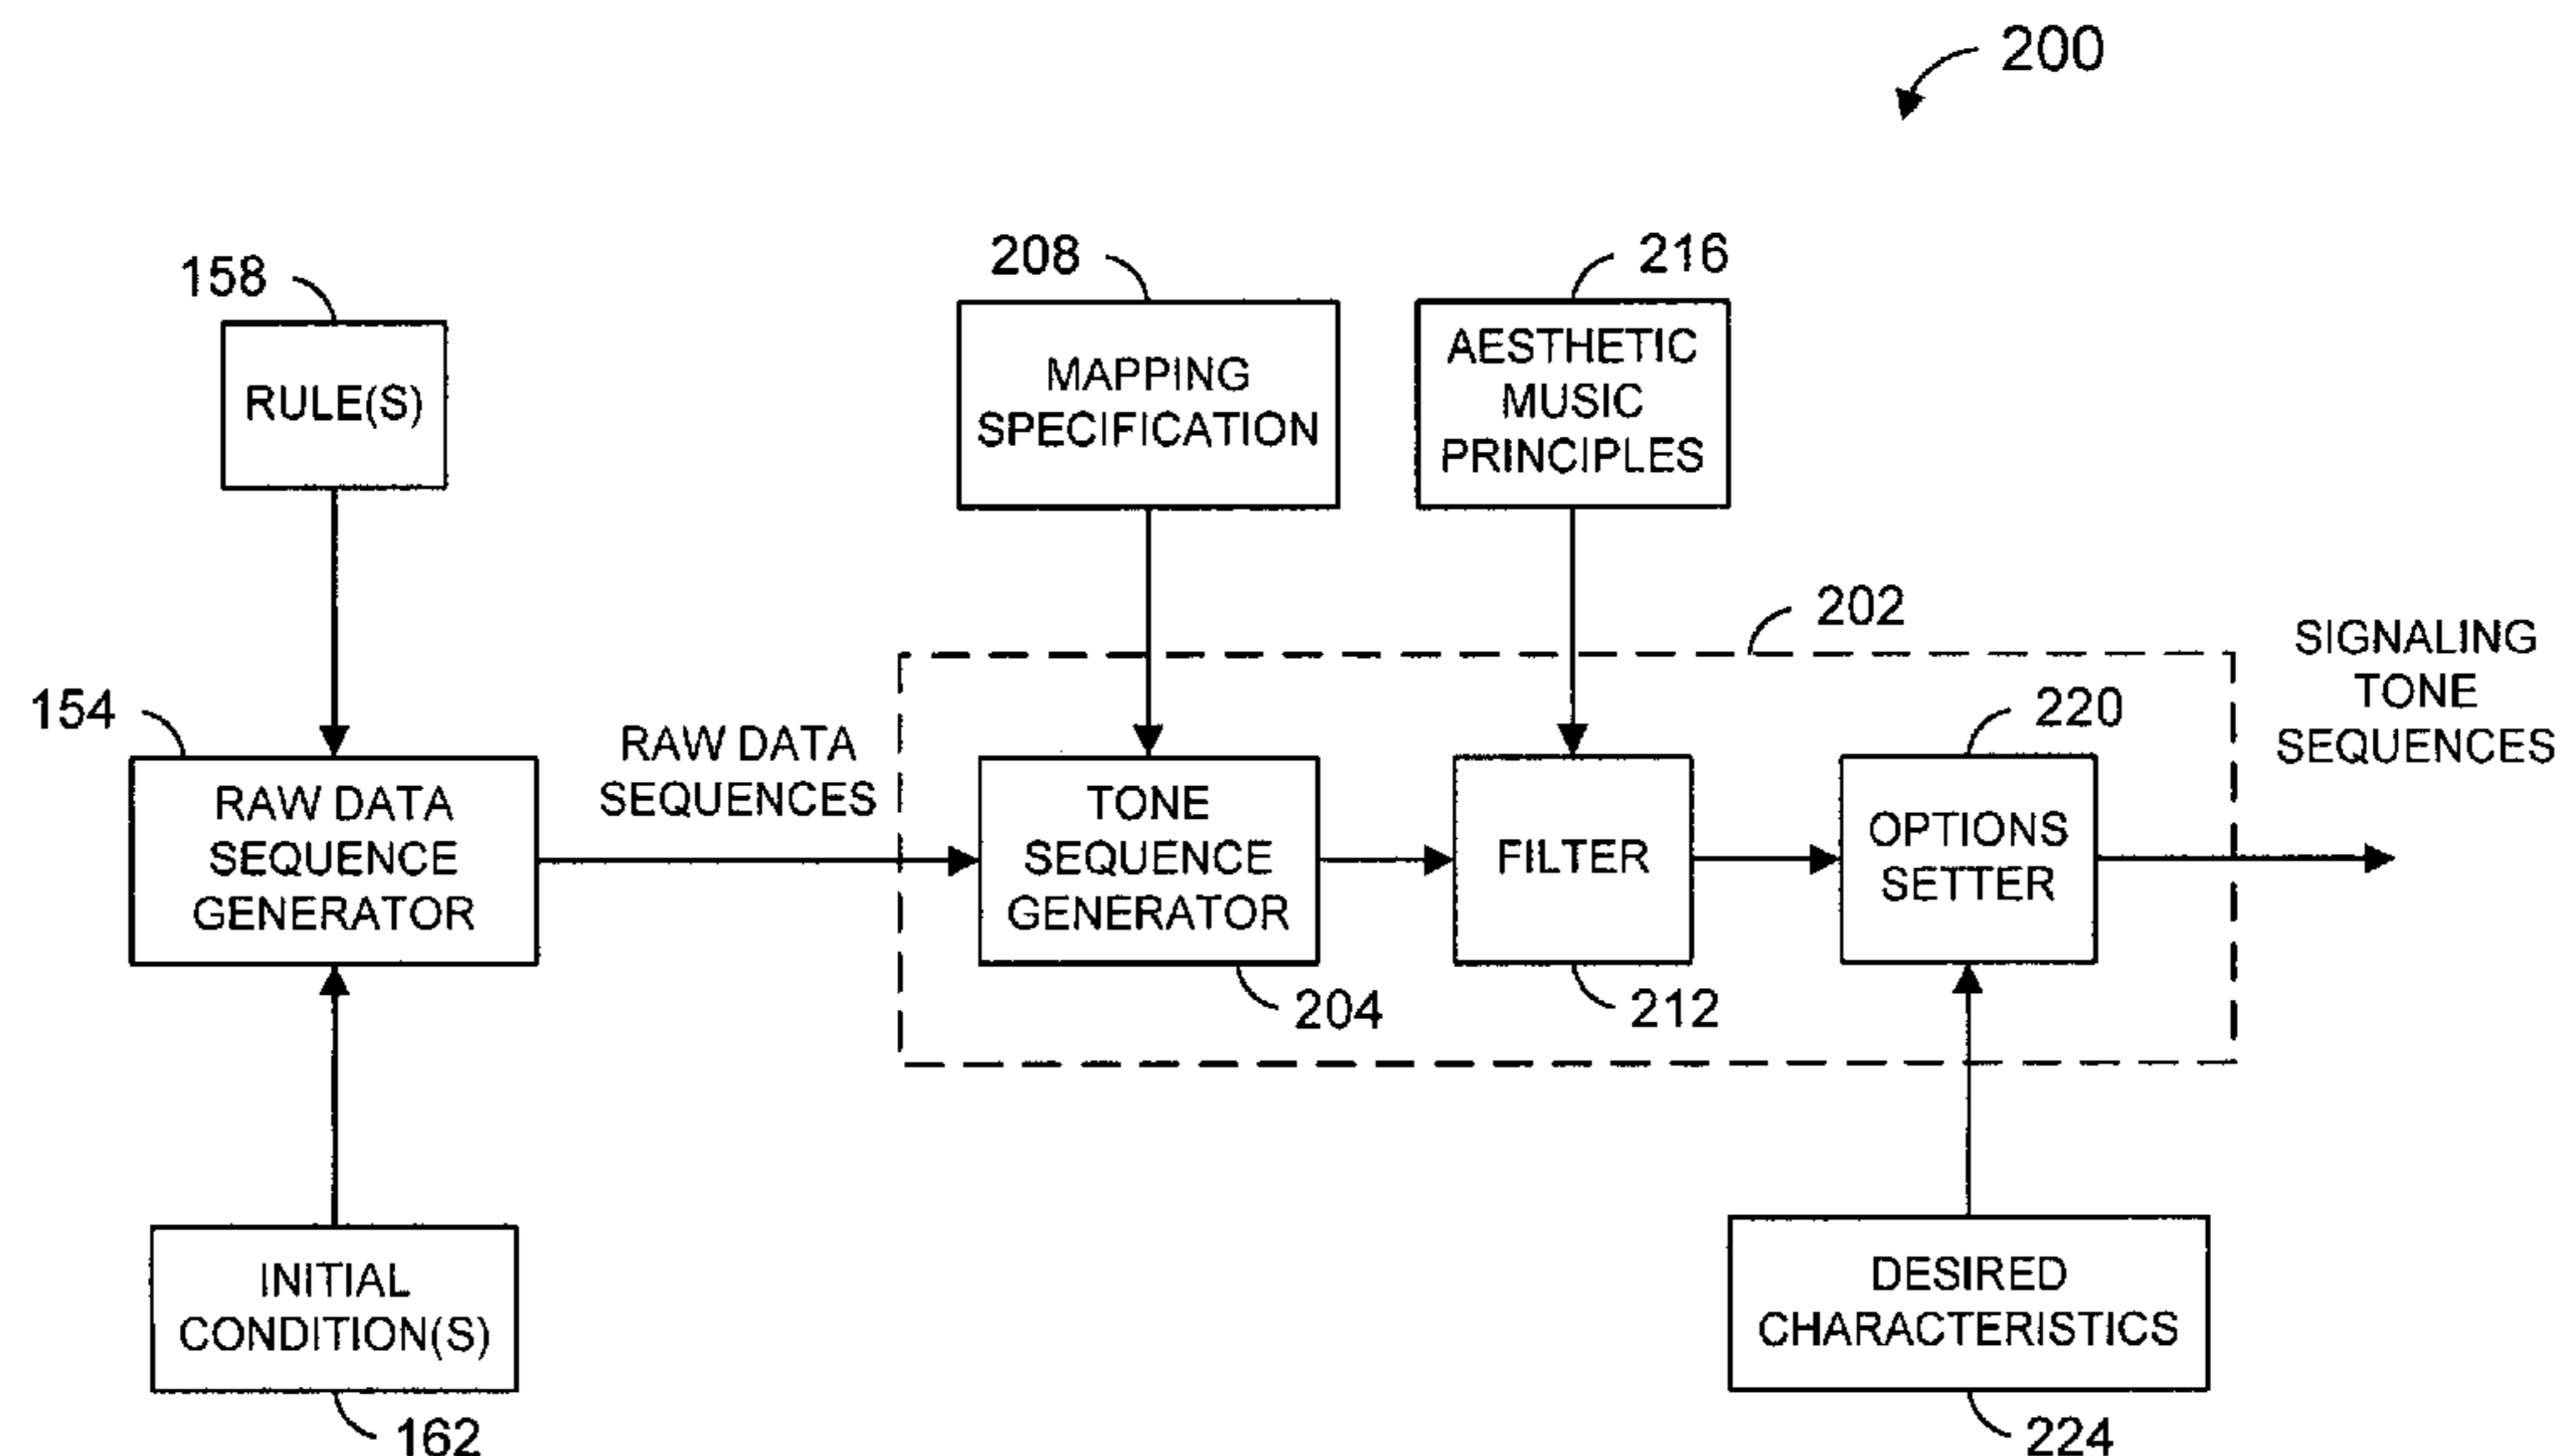 200
158
RULE(S)
208
MAPPING
SPECIFICATION
216
AESTHETIC
MUSIC
PRINCIPLES
202
SIGNALING
TONE
SEQUENCES
154
RAW DATA
SEQUENCE
GENERATOR
RAW DATA
SEQUENCES
TONE
SEQUENCE
GENERATOR
204
FILTER
212
220
OPTIONS
SETTER
INITIAL
CONDITION(S)
162
DESIRED
CHARACTERISTICS
224